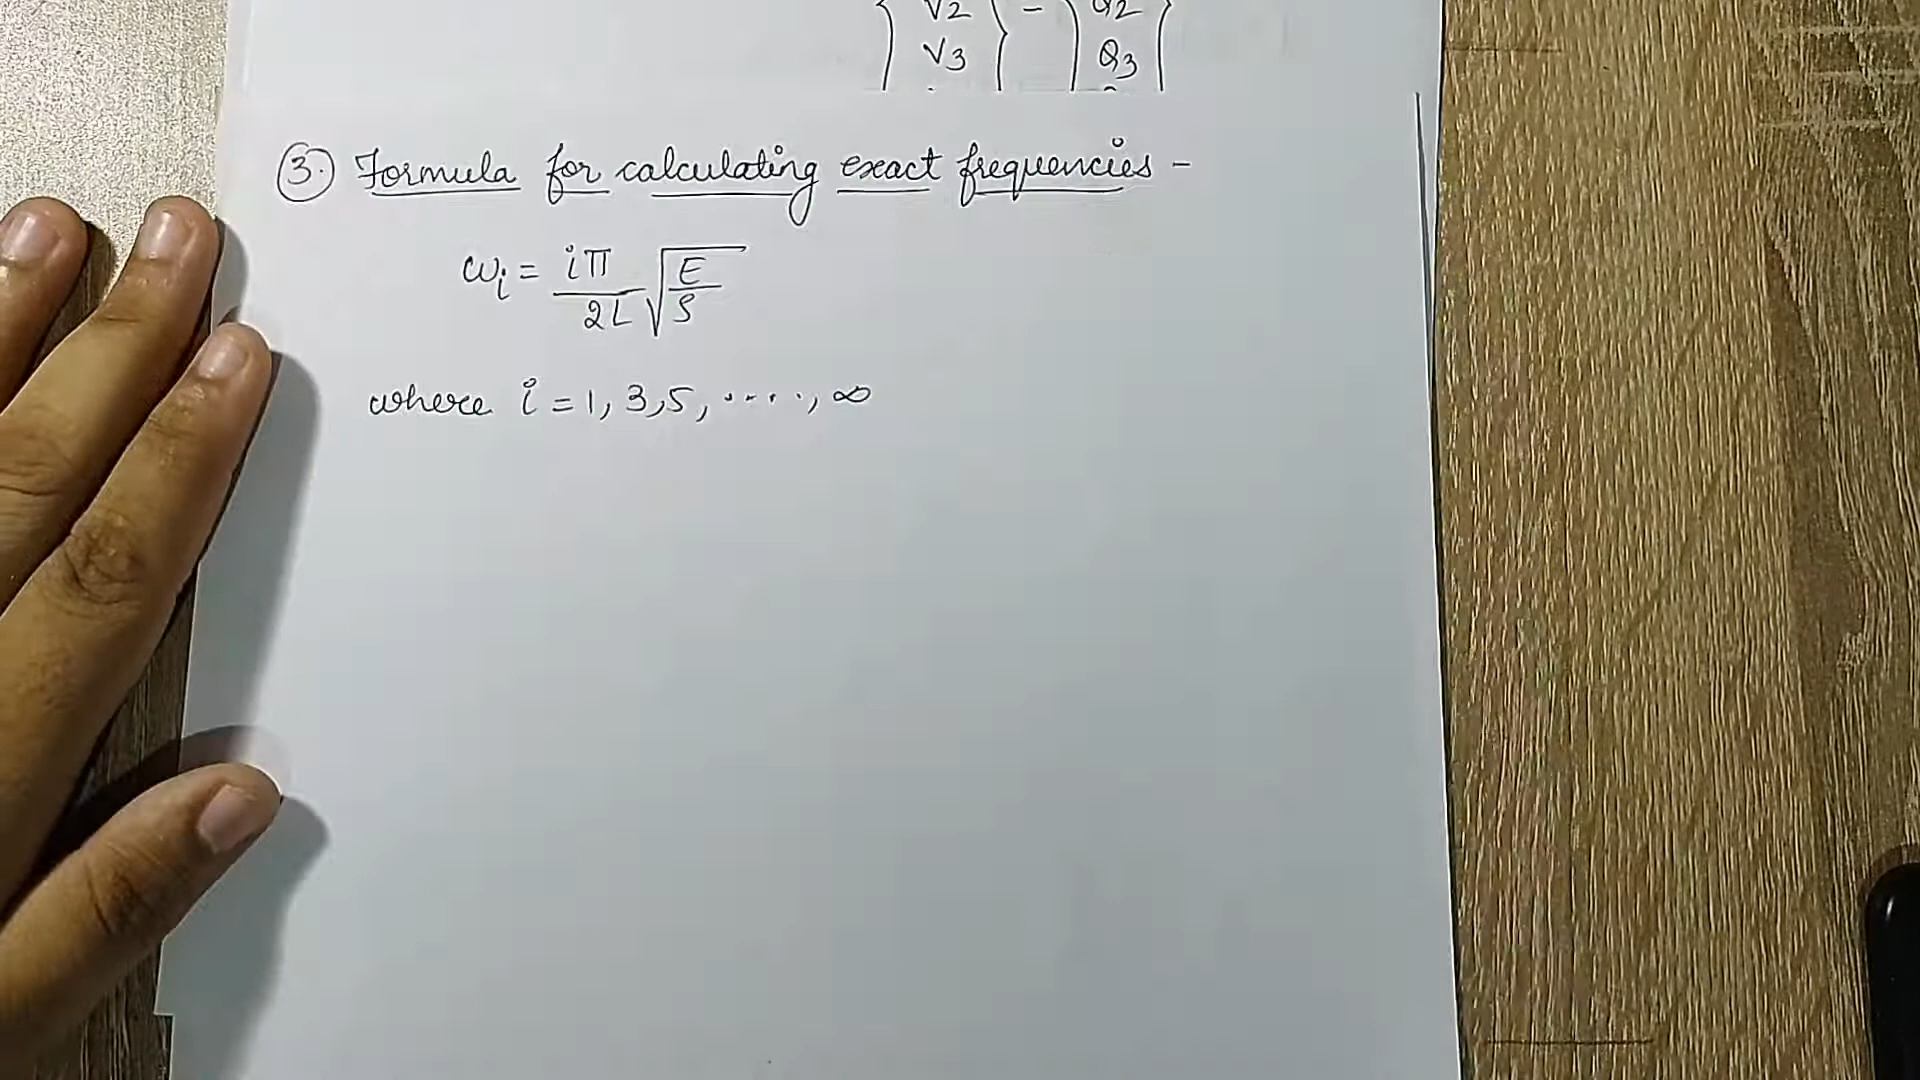 V2 - Q2
V3 Q3
3. Formula for calculating exact frequencies -
ωi = iπ/2L √E/ρ
where i = 1, 3, 5, ....., ∞